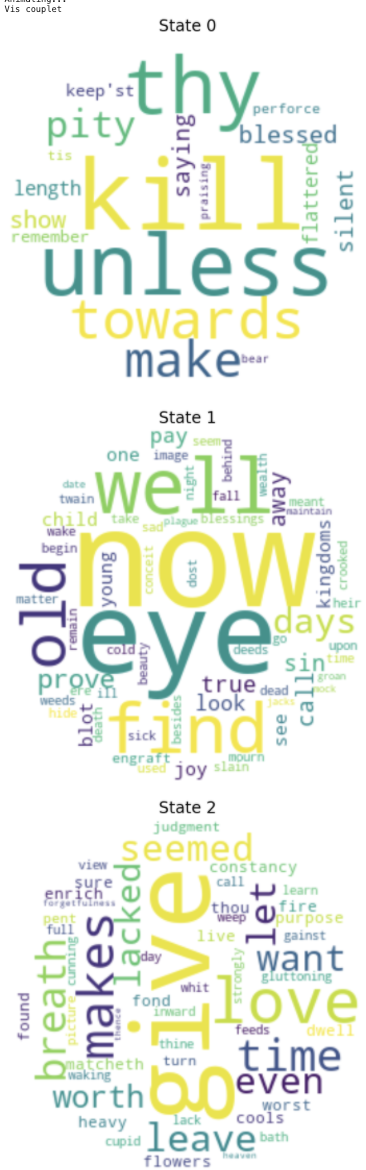 Animating...
Vis couplet
State 0
thy
keep'st
perforce
pity
saying
blessed
tis
kill
praising
flattered
length
silent
show
remember
unless
towards
make
bear
State 1
pay
seem
one
image
behind
well
night
wealth
date
twain
fall
away
meant
maintain
child
take
sad
plague
blessings
wake
now
begin
old
young
conceit
dost
kingdoms
crooked
matter
heir
remain
eye
days
go
cold
beauty
deeds
upon
prove
sin
time
ere
ill
true
dead
call
groan
mock
weeds
hide
blot
death
find
besides
look
jacks
see
sick
engraft
mourn
used
joy
slain
State 2
judgment
seemed
view
constancy
sure
lacked
give
call
enrich
learn
forgetfulness
thou
let
fire
pent
weep
purpose
full
makes
live
gainst
cunning
day
want
breath
strongly
gluttoning
found
picture
thence
whit
love
fond
inward
feeds
dwell
thine
time
matcheth
turn
waking
even
worth
worst
heavy
lack
cools
cupid
leave
bath
heaven
flowers